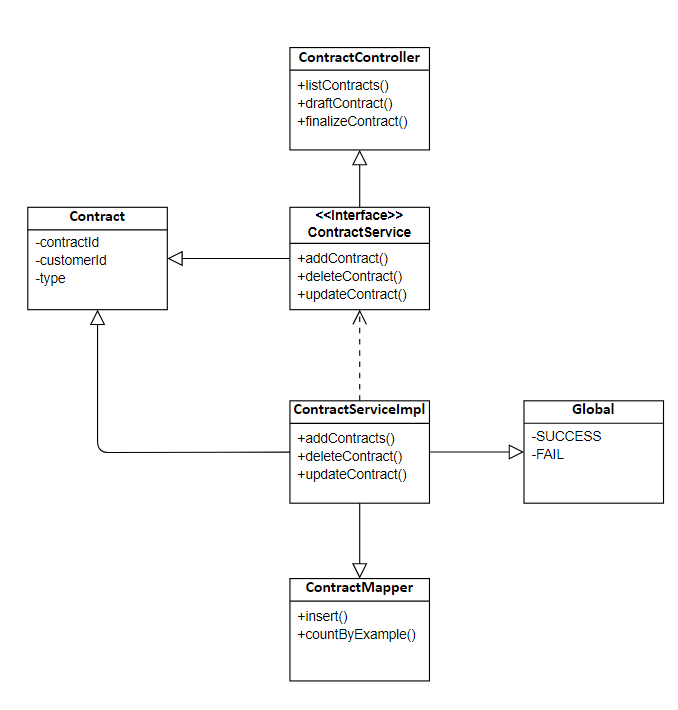 ContractController
+listContracts()
+draftContract()
+finalizeContract()
Contract
-contractId
-customerId
-type
<<Interface>>
ContractService
+addContract()
+deleteContract()
+updateContract()
ContractServiceImpl
+addContracts()
+deleteContract()
+updateContract()
Global
-SUCCESS
-FAIL
ContractMapper
+insert()
+countByExample()